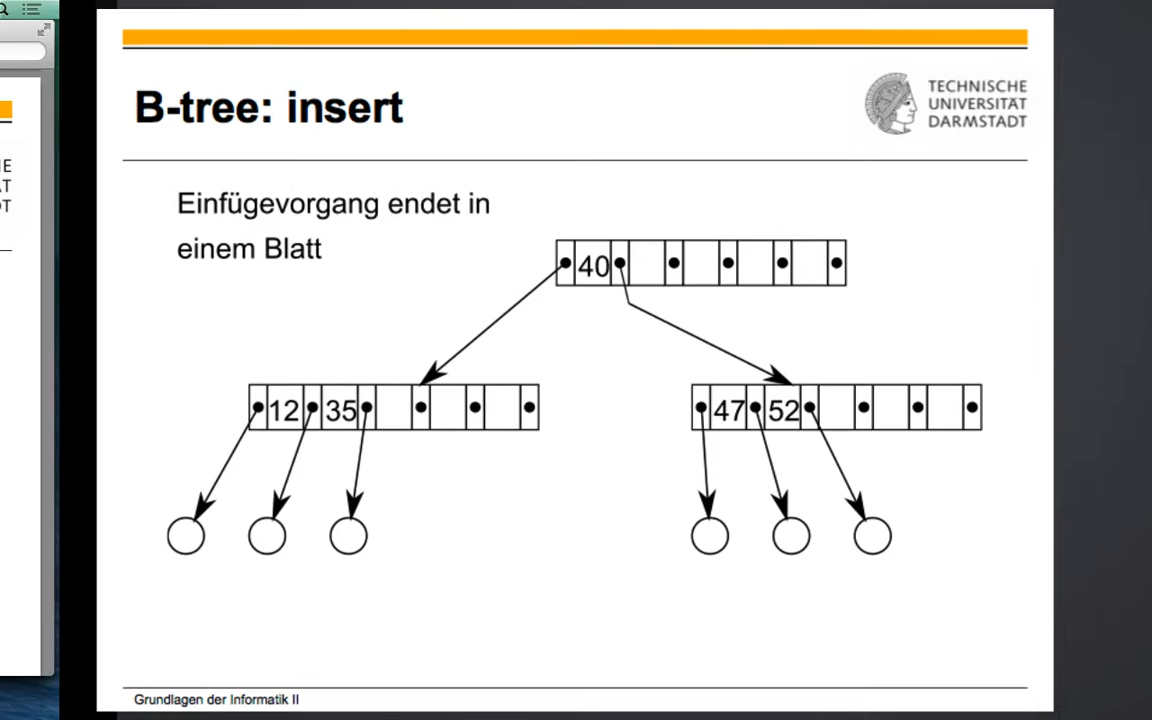 B-tree: insert
TECHNISCHE
UNIVERSITÄT
DARMSTADT
Einfügevorgang endet in
einem Blatt
40
12 35
47 52
Grundlagen der Informatik II